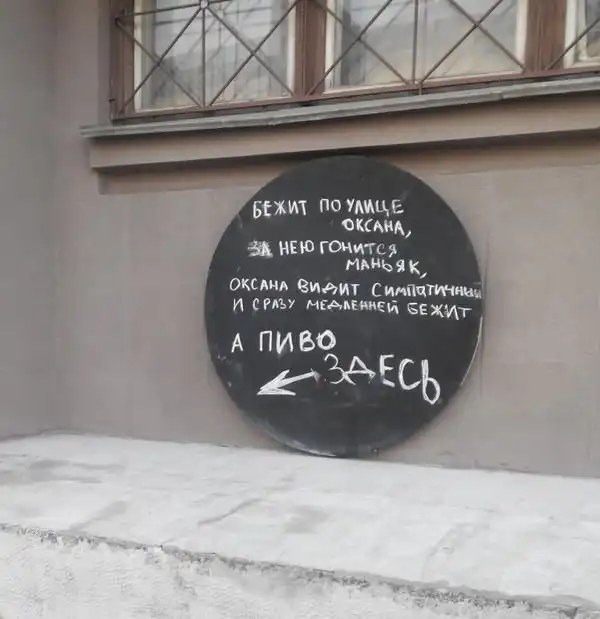 БЕЖИТ ПО УЛИЦЕ
ОКСАНА,
ЗА НЕЮ ГОНИТСЯ
МАНЬЯК,
ОКСАНА ВИДИТ СИМПАТИЧНЫЙ
И СРАЗУ МЕДЛЕННЕЙ БЕЖИТ
А ПИВО
ЗДЕСЬ